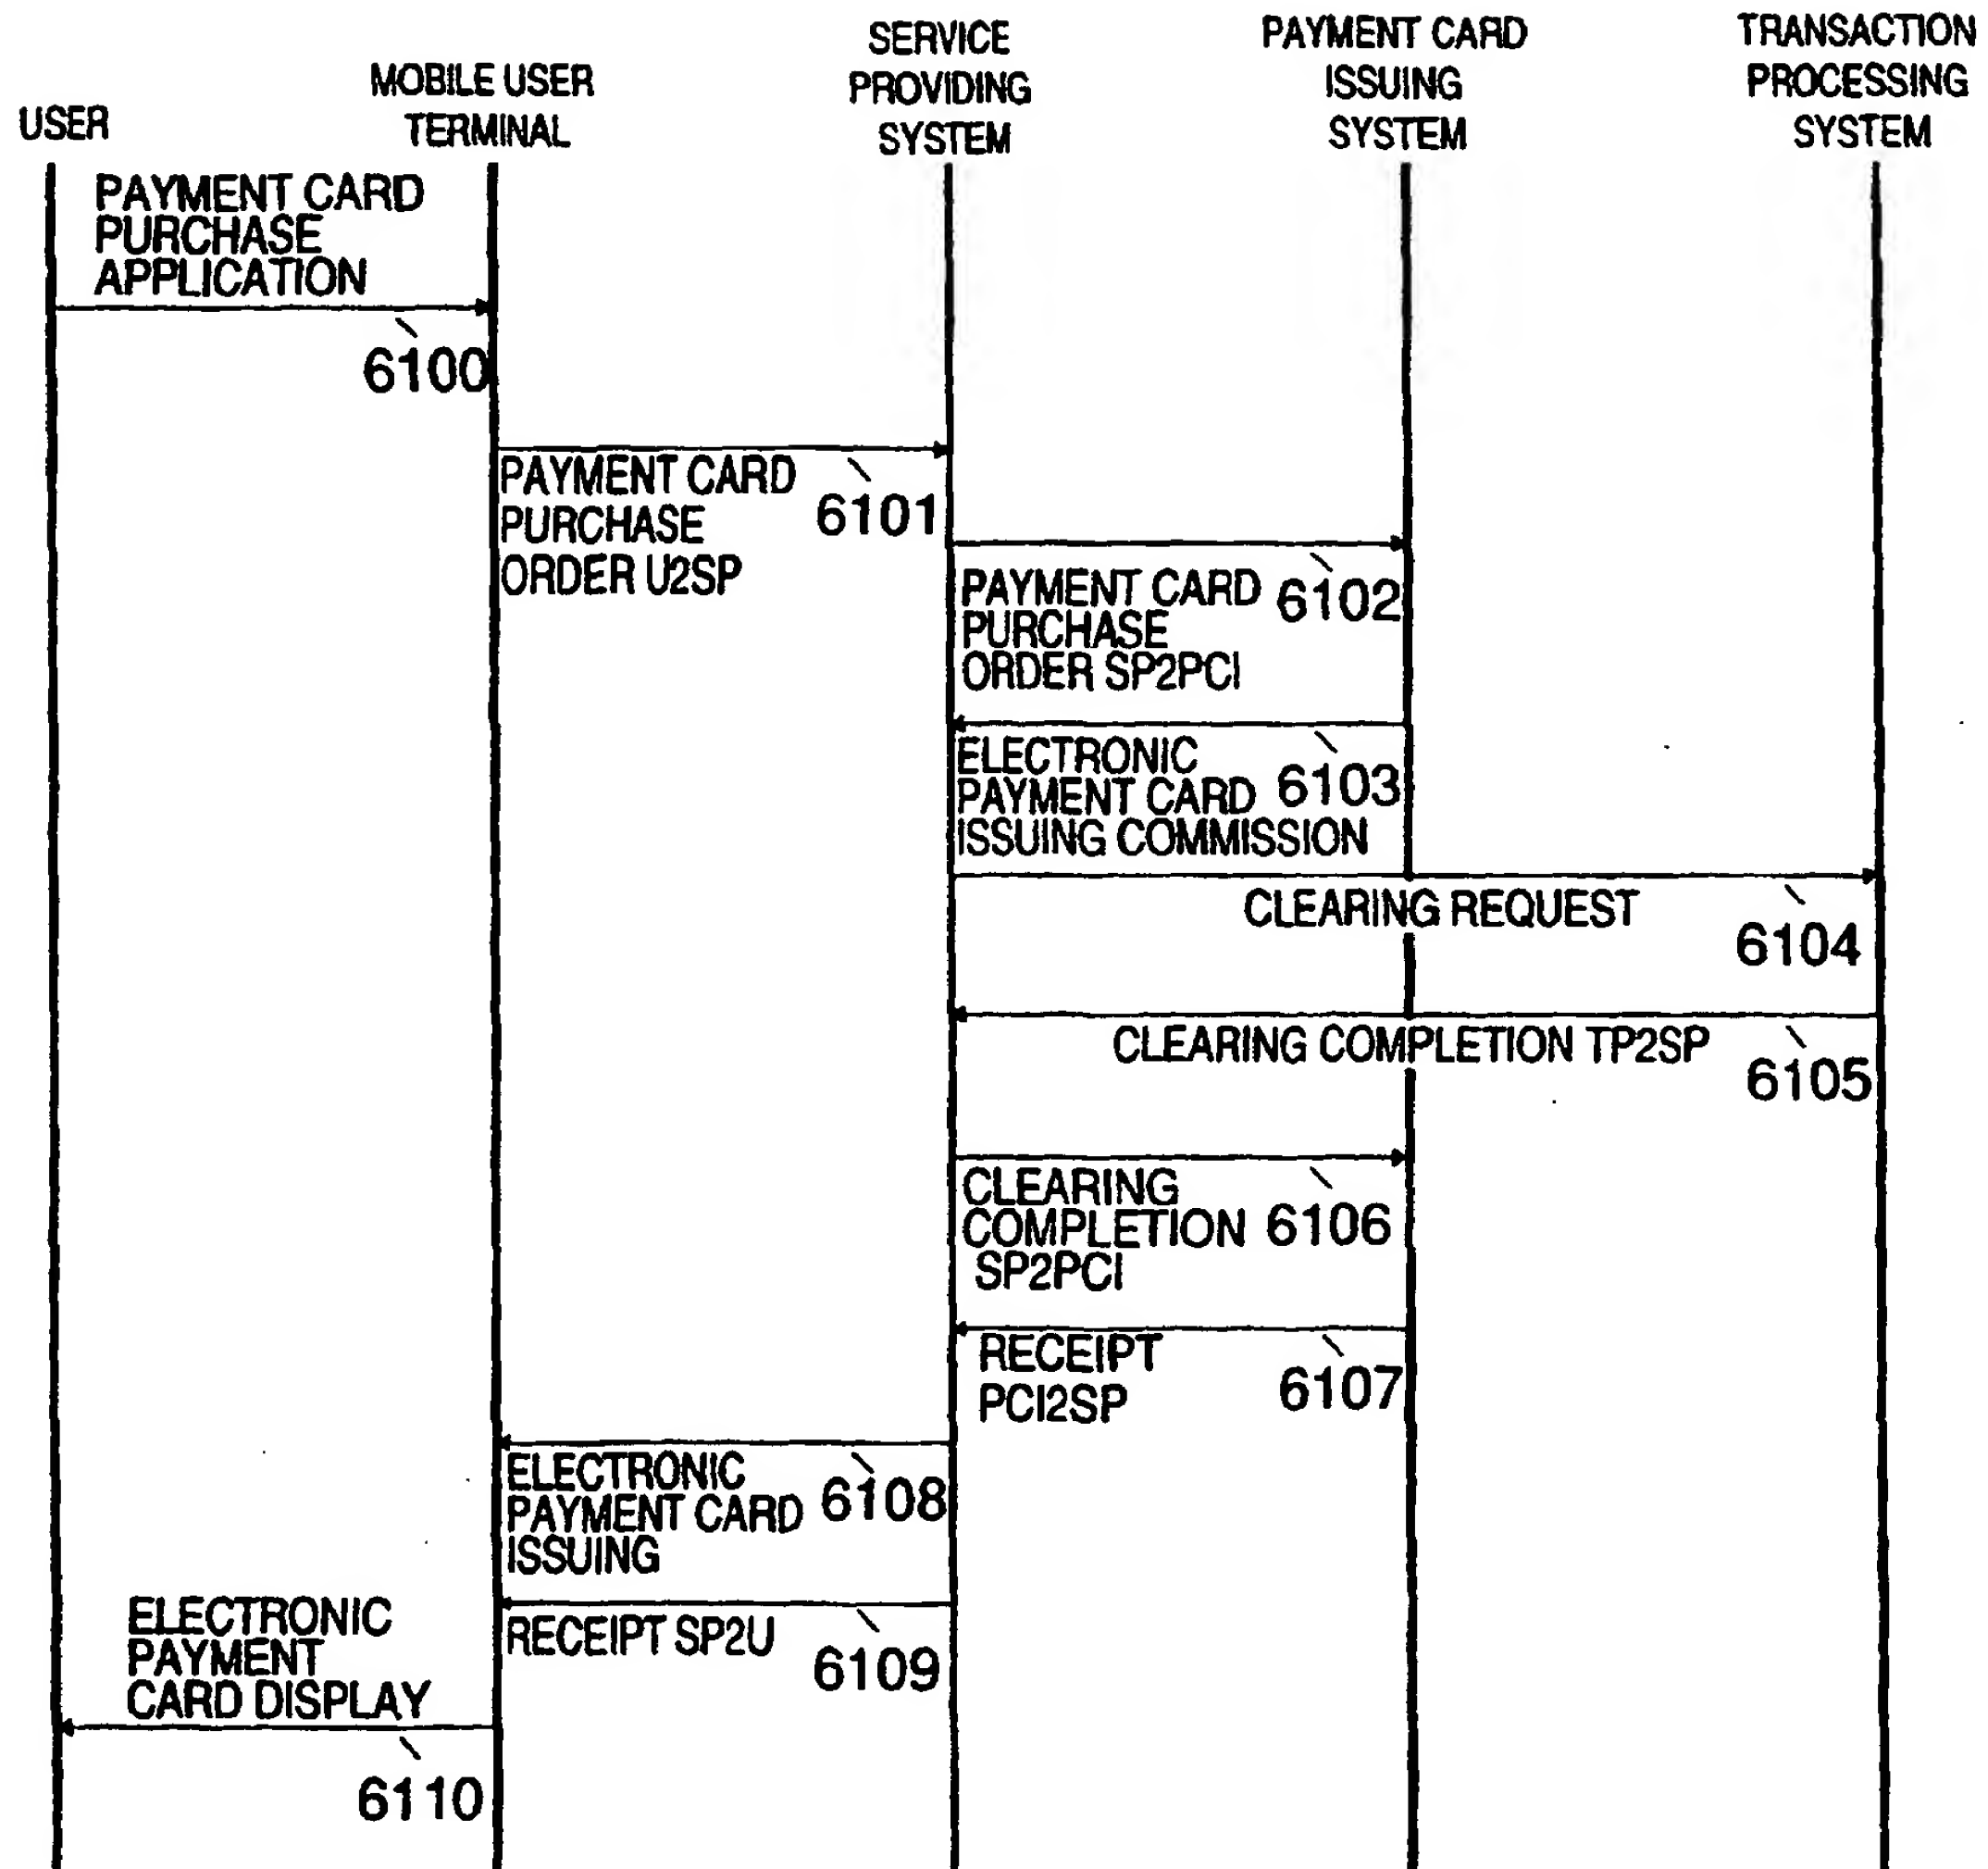 USER
MOBILE USER
TERMINAL
SERVICE
PROVIDING
SYSTEM
PAYMENT CARD
ISSUING
SYSTEM
TRANSACTION
PROCESSING
SYSTEM
PAYMENT CARD
PURCHASE
APPLICATION
6100
PAYMENT CARD
PURCHASE
ORDER U2SP
6101
PAYMENT CARD
PURCHASE
ORDER SP2PCI
6102
ELECTRONIC
PAYMENT CARD
ISSUING COMMISSION
6103
CLEARING REQUEST
6104
CLEARING COMPLETION TP2SP
6105
CLEARING
COMPLETION
SP2PCI
6106
RECEIPT
PCI2SP
6107
ELECTRONIC
PAYMENT CARD
ISSUING
6108
RECEIPT SP2U
6109
ELECTRONIC
PAYMENT
CARD DISPLAY
6110